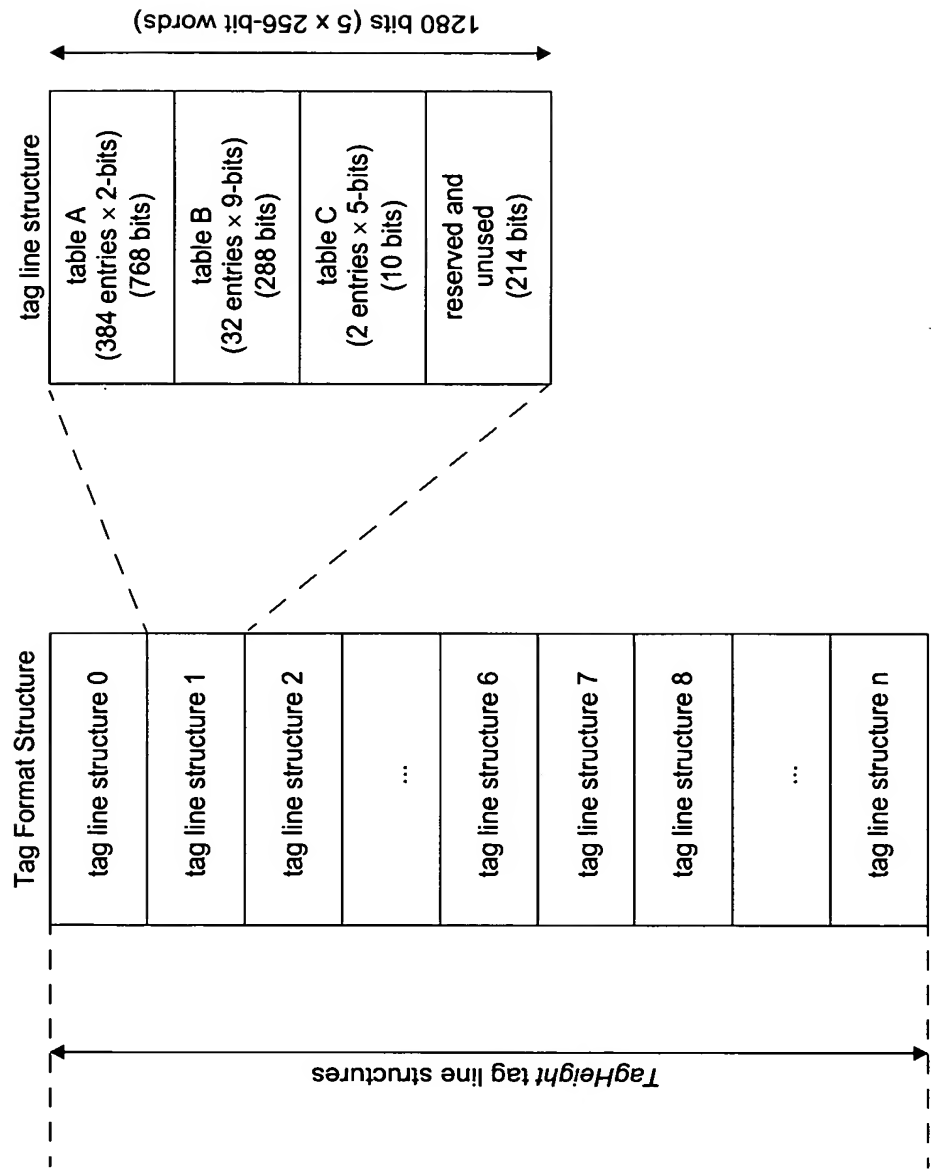 Tag Format Structure
tag line structure 0
tag line structure 1
tag line structure 2
...
tag line structure 6
tag line structure 7
tag line structure 8
...
tag line structure n
TagHeight tag line structures
tag line structure
table A
(384 entries × 2-bits)
(768 bits)
table B
(32 entries × 9-bits)
(288 bits)
table C
(2 entries × 5-bits)
(10 bits)
reserved and
unused
(214 bits)
1280 bits (5 x 256-bit words)